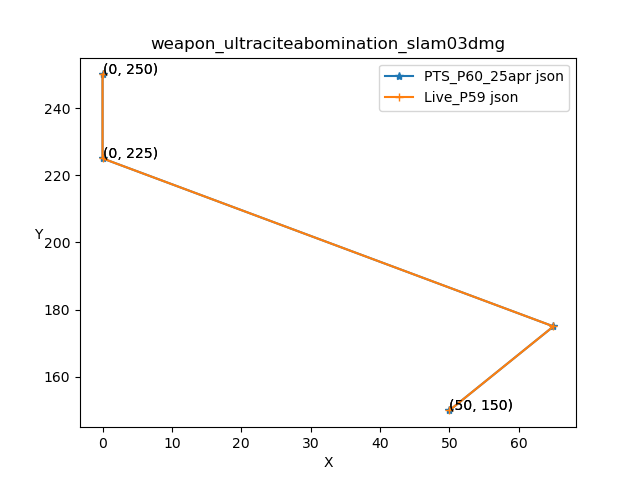 weapon_ultraciteabomination_slam03dmg
PTS_P60_25apr json
Live_P59 json
(0, 250)
(0, 225)
(50, 150)
240
220
200
180
160
Y
0 10 20 30 40 50 60
X